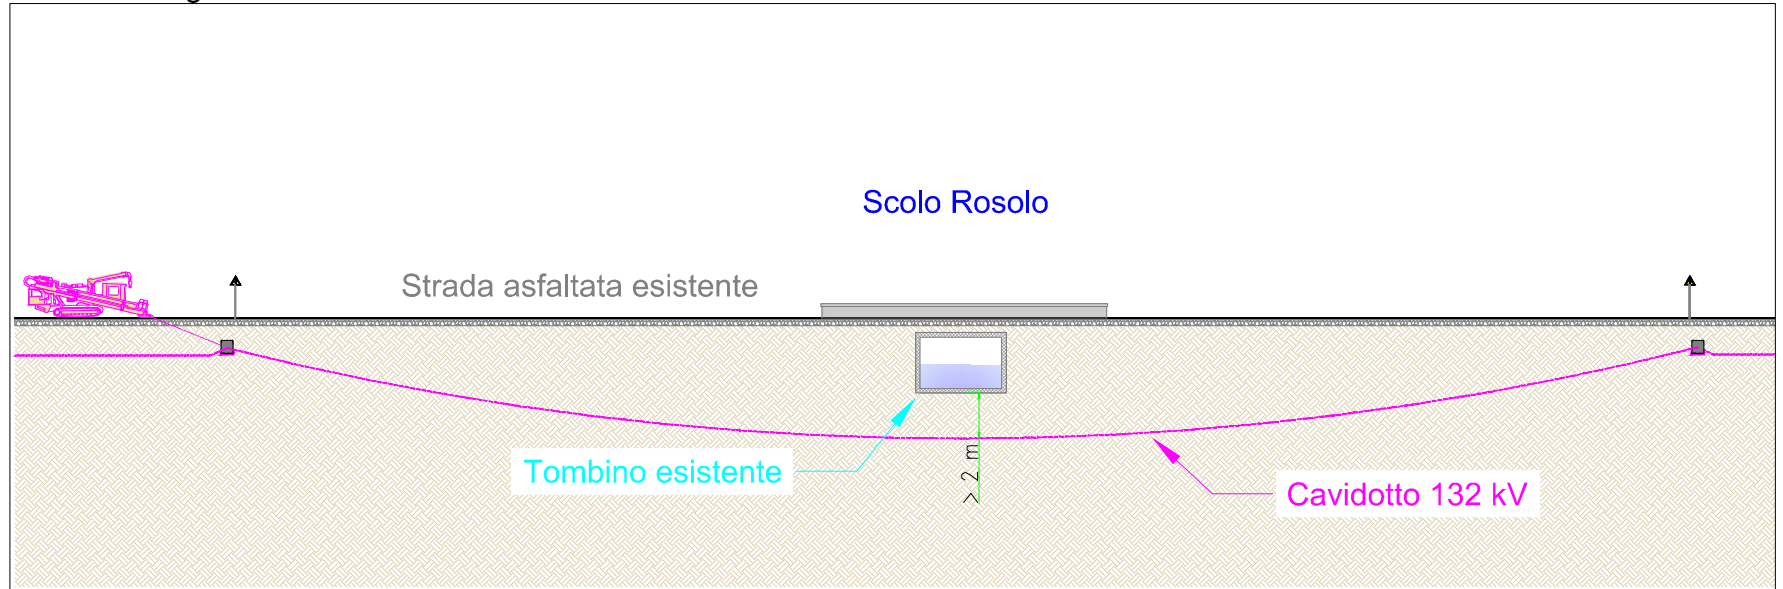 Scolo Rosolo
Strada asfaltata esistente
Tombino esistente
> 2 m
Cavidotto 132 kV